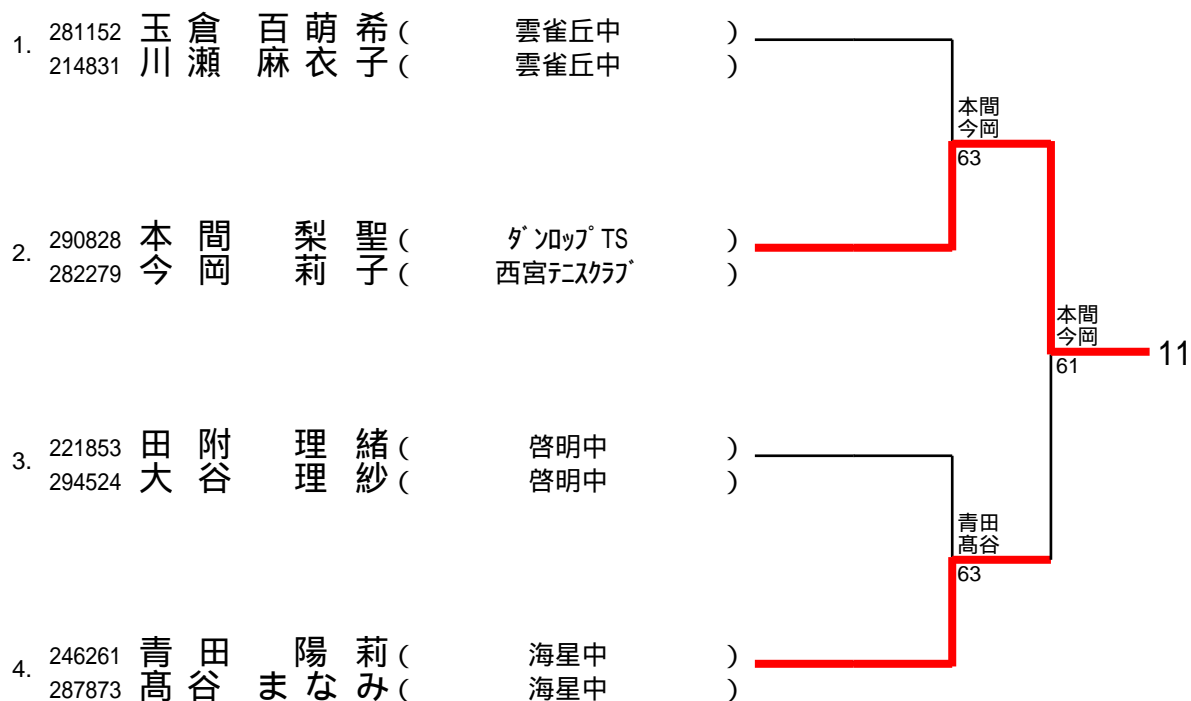 1. 281152 玉倉 百萌希 ( 雲雀丘中 )
214831 川瀬 麻衣子 ( 雲雀丘中 )
本間
今岡
63
2. 290828 本間 梨聖 ( ﾀﾞﾝﾛｯﾌﾟTS )
282279 今岡 莉子 ( 西宮ﾃﾆｽｸﾗﾌﾞ )
本間
今岡
61
11
3. 221853 田附 理緒 ( 啓明中 )
294524 大谷 理紗 ( 啓明中 )
青田
髙谷
63
4. 246261 青田 陽莉 ( 海星中 )
287873 髙谷 まなみ ( 海星中 )